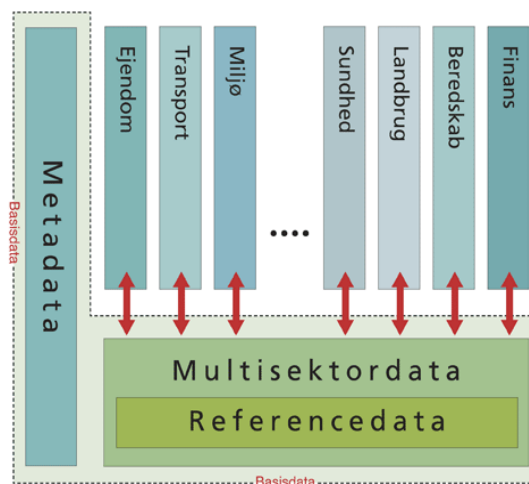 Basisdata
Metadata
Ejendom
Transport
Miljø
....
Sundhed
Landbrug
Beredskab
Finans
Multisektordata
Referencedata
Basisdata